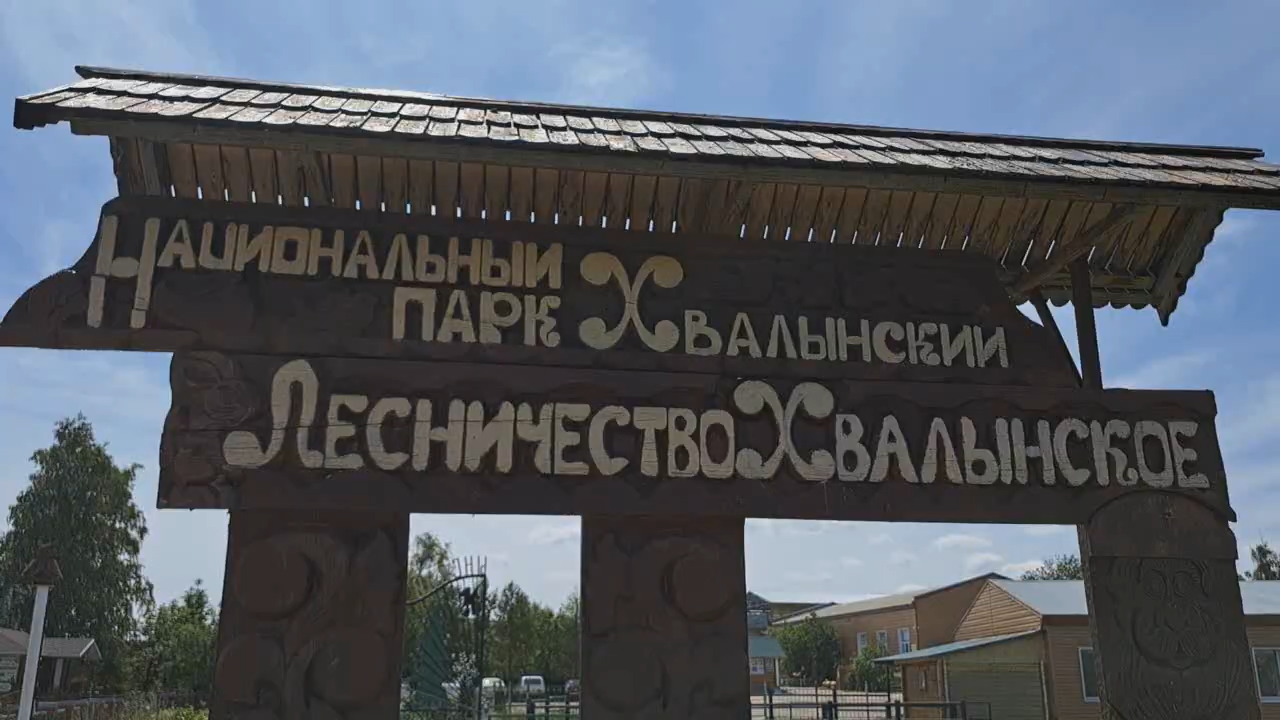 Национальный
парк Хвалынский
Лесничество Хвалынское